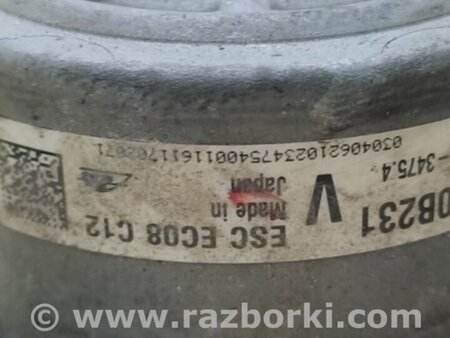 0B231
V
-3475.4
ESC EC08 C12
Made in
Japan
www.razborki.com